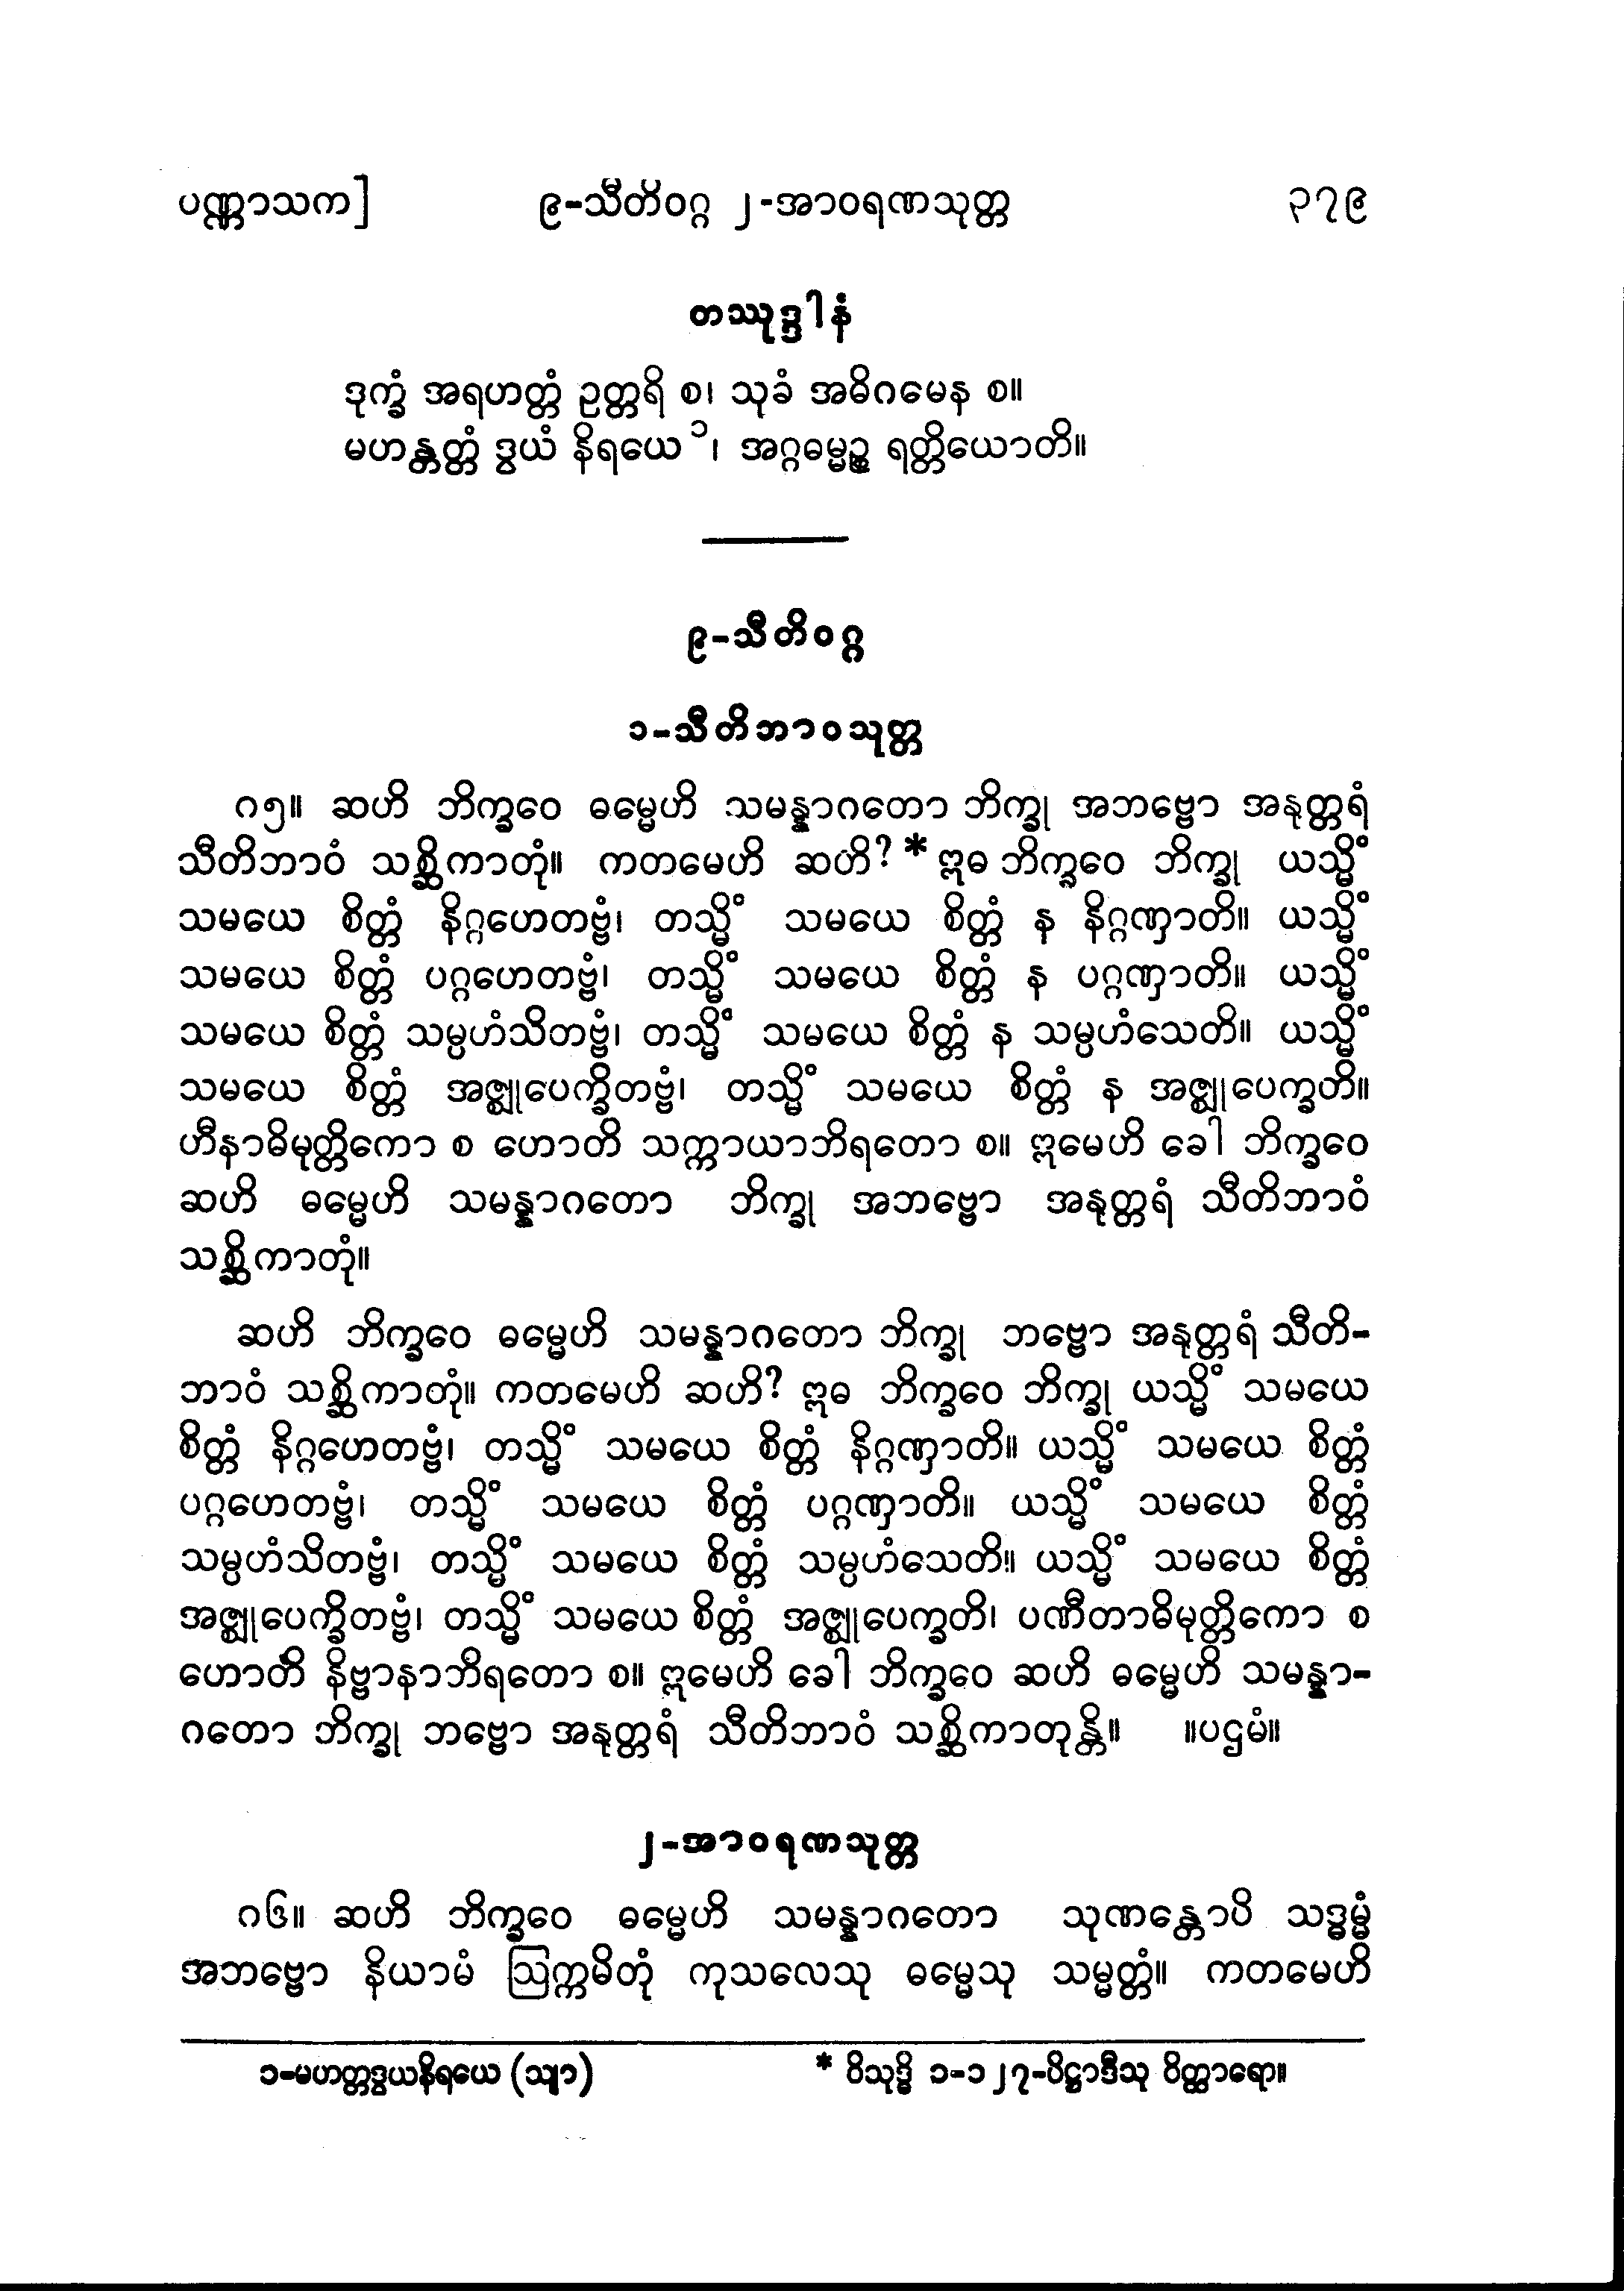 ပဏ္ဏာသက]	၉-သီတိဝဂ္ဂ ၂-အာဝရဏသုတ္တ	၃၇၉
တဿုဒ္ဒါနံ
ဒုက္ခံ အရဟတ္တံ ဥတ္တရိ စ၊ သုခံ အဓိဂမေန စ။
မဟန္တတ္တံ ဒွယံ နိရယေ ၁၊ အဂ္ဂဓမ္မဉ္စ ရတ္တိယောတိ။
၉-သီတိဝဂ္ဂ
၁-သီတိဘာဝသုတ္တ
၈၅။ ဆဟိ ဘိက္ခဝေ ဓမ္မေဟိ သမန္နာဂတော ဘိက္ခု အဘဗ္ဗော အနုတ္တရံ
သီတိဘာဝံ သစ္ဆိကာတုံ။ ကတမေဟိ ဆဟိ? * ဣဓ ဘိက္ခဝေ ဘိက္ခု ယသ္မိံ
သမယေ စိတ္တံ နိဂ္ဂဟေတဗ္ဗံ၊ တသ္မိံ သမယေ စိတ္တံ န နိဂ္ဂဏှာတိ။ ယသ္မိံ
သမယေ စိတ္တံ ပဂ္ဂဟေတဗ္ဗံ၊ တသ္မိံ သမယေ စိတ္တံ န ပဂ္ဂဏှာတိ။ ယသ္မိံ
သမယေ စိတ္တံ သမ္ပဟံသိတဗ္ဗံ၊ တသ္မိံ သမယေ စိတ္တံ န သမ္ပဟံသေတိ။ ယသ္မိံ
သမယေ စိတ္တံ အဇ္ဈုပေက္ခိတဗ္ဗံ၊ တသ္မိံ သမယေ စိတ္တံ န အဇ္ဈုပေက္ခတိ။
ဟီနာဓိမုတ္တိကော စ ဟောတိ သက္ကာယာဘိရတော စ။ ဣမေဟိ ခေါ ဘိက္ခဝေ
ဆဟိ ဓမ္မေဟိ သမန္နာဂတော ဘိက္ခု အဘဗ္ဗော အနုတ္တရံ သီတိဘာဝံ
သစ္ဆိကာတုံ။
ဆဟိ ဘိက္ခဝေ ဓမ္မေဟိ သမန္နာဂတော ဘိက္ခု ဘဗ္ဗော အနုတ္တရံ သီတိ-
ဘာဝံ သစ္ဆိကာတုံ။ ကတမေဟိ ဆဟိ? ဣဓ ဘိက္ခဝေ ဘိက္ခု ယသ္မိံ သမယေ
စိတ္တံ နိဂ္ဂဟေတဗ္ဗံ၊ တသ္မိံ သမယေ စိတ္တံ နိဂ္ဂဏှာတိ။ ယသ္မိံ သမယေ စိတ္တံ
ပဂ္ဂဟေတဗ္ဗံ၊ တသ္မိံ သမယေ စိတ္တံ ပဂ္ဂဏှာတိ။ ယသ္မိံ သမယေ စိတ္တံ
သမ္ပဟံသိတဗ္ဗံ၊ တသ္မိံ သမယေ စိတ္တံ သမ္ပဟံသေတိ။ ယသ္မိံ သမယေ စိတ္တံ
အဇ္ဈုပေက္ခိတဗ္ဗံ၊ တသ္မိံ သမယေ စိတ္တံ အဇ္ဈုပေက္ခတိ၊ ပဏီတာဓိမုတ္တိကော စ
ဟောတိ နိဗ္ဗာနာဘိရတော စ။ ဣမေဟိ ခေါ ဘိက္ခဝေ ဆဟိ ဓမ္မေဟိ သမန္နာ-
ဂတော ဘိက္ခု ဘဗ္ဗော အနုတ္တရံ သီတိဘာဝံ သစ္ဆိကာတုန္တိ။ ။ပဌမံ။
၂-အာဝရဏသုတ္တ
၈၆။ ဆဟိ ဘိက္ခဝေ ဓမ္မေဟိ သမန္နာဂတော သုဏန္တောပိ သဒ္ဓမ္မံ
အဘဗ္ဗော နိယာမံ ဩက္ကမိတုံ ကုသလေသု ဓမ္မေသု သမ္မတ္တံ။ ကတမေဟိ
၁-မဟတ္တဒွယနိရယေ (သျာ)	* ဝိသုဒ္ဓိ ၁-၁၂၇-ပိဋ္ဌာဒီသု ဝိတ္ထာရော။